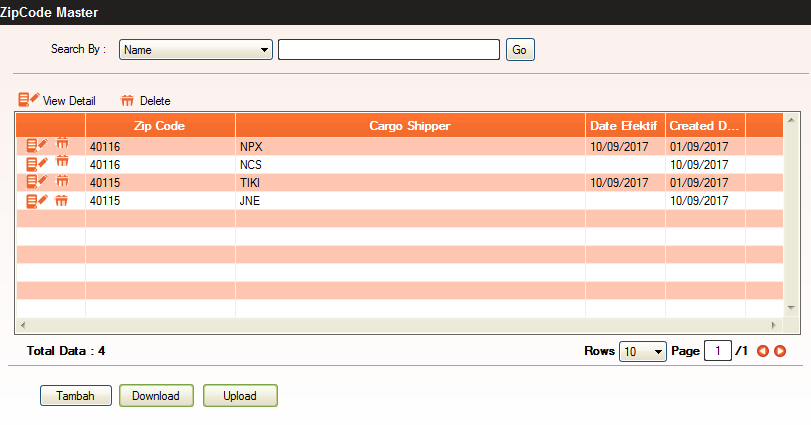 ZipCode Master
Search By : Name Go
View Detail Delete
Zip Code Cargo Shipper Date Efektif Created D...
40116 NPX 10/09/2017 01/09/2017
40116 NCS 10/09/2017
40115 TIKI 10/09/2017 01/09/2017
40115 JNE 10/09/2017
Total Data : 4 Rows 10 Page 1 /1
Tambah Download Upload